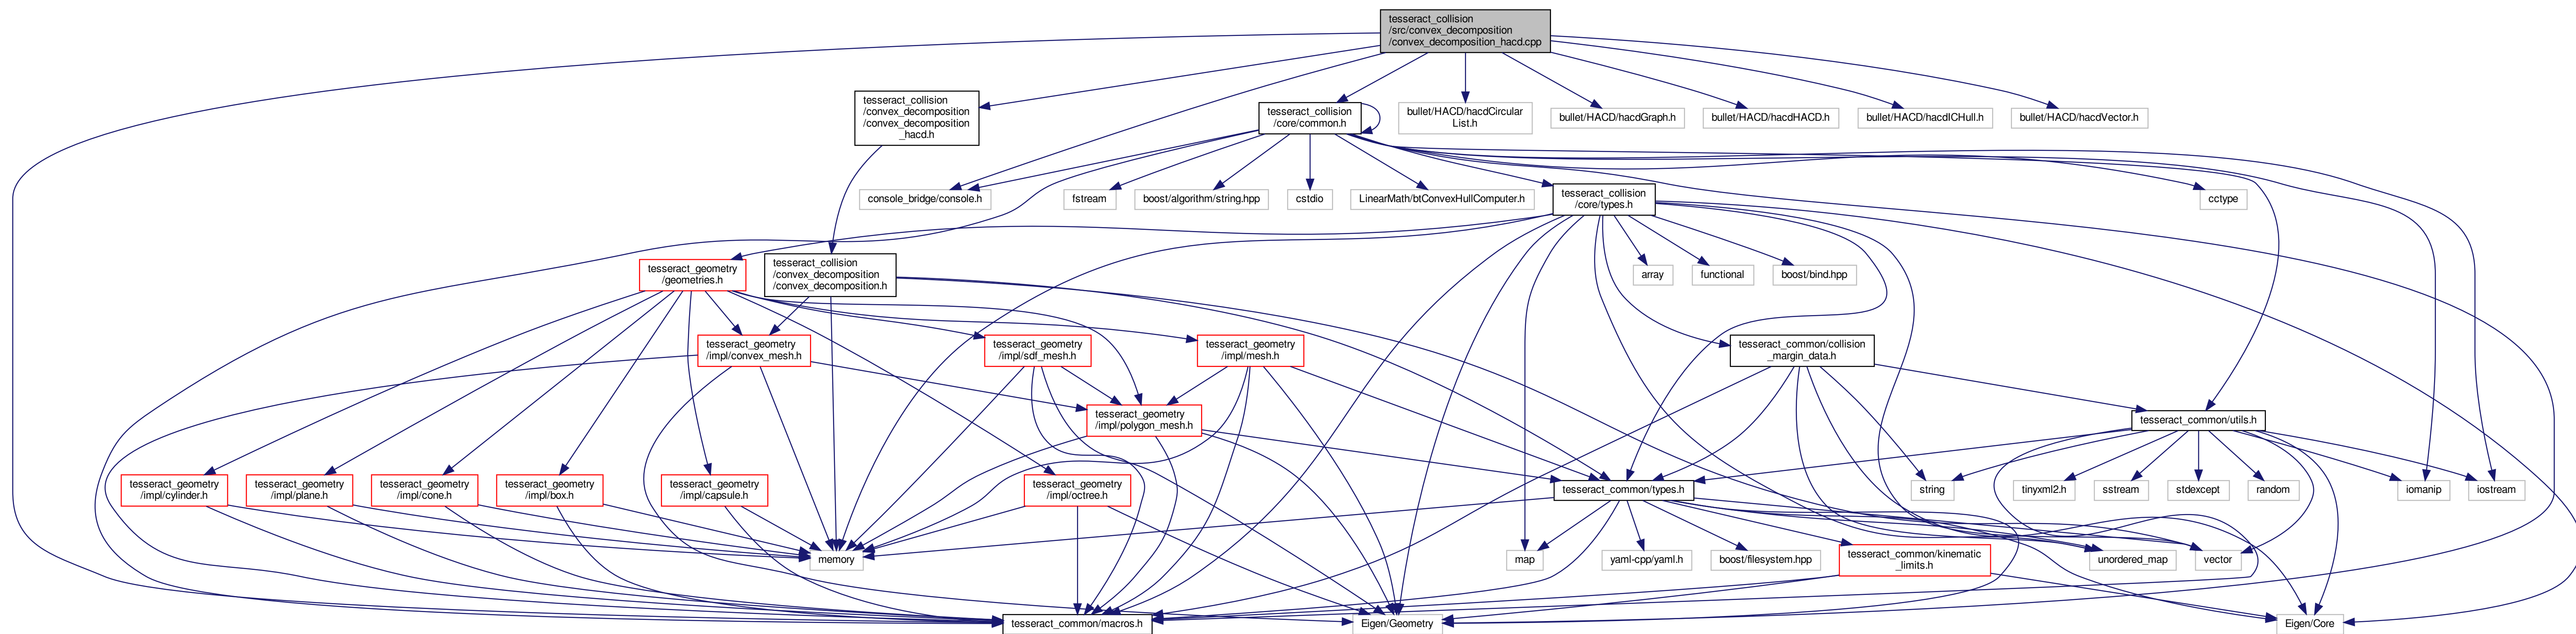 tesseract_collision
/src/convex_decomposition
/convex_decomposition_hacd.cpp
tesseract_collision
/convex_decomposition
/convex_decomposition
_hacd.h
tesseract_collision
/core/common.h
bullet/HACD/hacdCircular
List.h
bullet/HACD/hacdGraph.h
bullet/HACD/hacdHACD.h
bullet/HACD/hacdICHull.h
bullet/HACD/hacdVector.h
console_bridge/console.h
fstream
boost/algorithm/string.hpp
cstdio
LinearMath/btConvexHullComputer.h
tesseract_collision
/core/types.h
cctype
tesseract_geometry
/geometries.h
tesseract_collision
/convex_decomposition
/convex_decomposition.h
array
functional
boost/bind.hpp
tesseract_geometry
/impl/convex_mesh.h
tesseract_geometry
/impl/sdf_mesh.h
tesseract_geometry
/impl/mesh.h
tesseract_common/collision
_margin_data.h
tesseract_geometry
/impl/polygon_mesh.h
tesseract_common/utils.h
tesseract_geometry
/impl/cylinder.h
tesseract_geometry
/impl/plane.h
tesseract_geometry
/impl/cone.h
tesseract_geometry
/impl/box.h
tesseract_geometry
/impl/capsule.h
tesseract_geometry
/impl/octree.h
tesseract_common/types.h
string
tinyxml2.h
sstream
stdexcept
random
iomanip
iostream
memory
map
yaml-cpp/yaml.h
boost/filesystem.hpp
tesseract_common/kinematic
_limits.h
unordered_map
vector
tesseract_common/macros.h
Eigen/Geometry
Eigen/Core